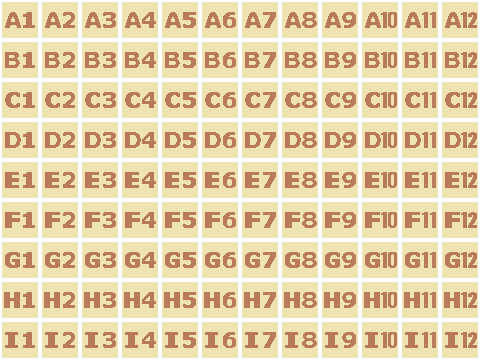 A1 A2 A3 A4 A5 A6 A7 A8 A9 A10 A11 A12
B1 B2 B3 B4 B5 B6 B7 B8 B9 B10 B11 B12
C1 C2 C3 C4 C5 C6 C7 C8 C9 C10 C11 C12
D1 D2 D3 D4 D5 D6 D7 D8 D9 D10 D11 D12
E1 E2 E3 E4 E5 E6 E7 E8 E9 E10 E11 E12
F1 F2 F3 F4 F5 F6 F7 F8 F9 F10 F11 F12
G1 G2 G3 G4 G5 G6 G7 G8 G9 G10 G11 G12
H1 H2 H3 H4 H5 H6 H7 H8 H9 H10 H11 H12
I1 I2 I3 I4 I5 I6 I7 I8 I9 I10 I11 I12